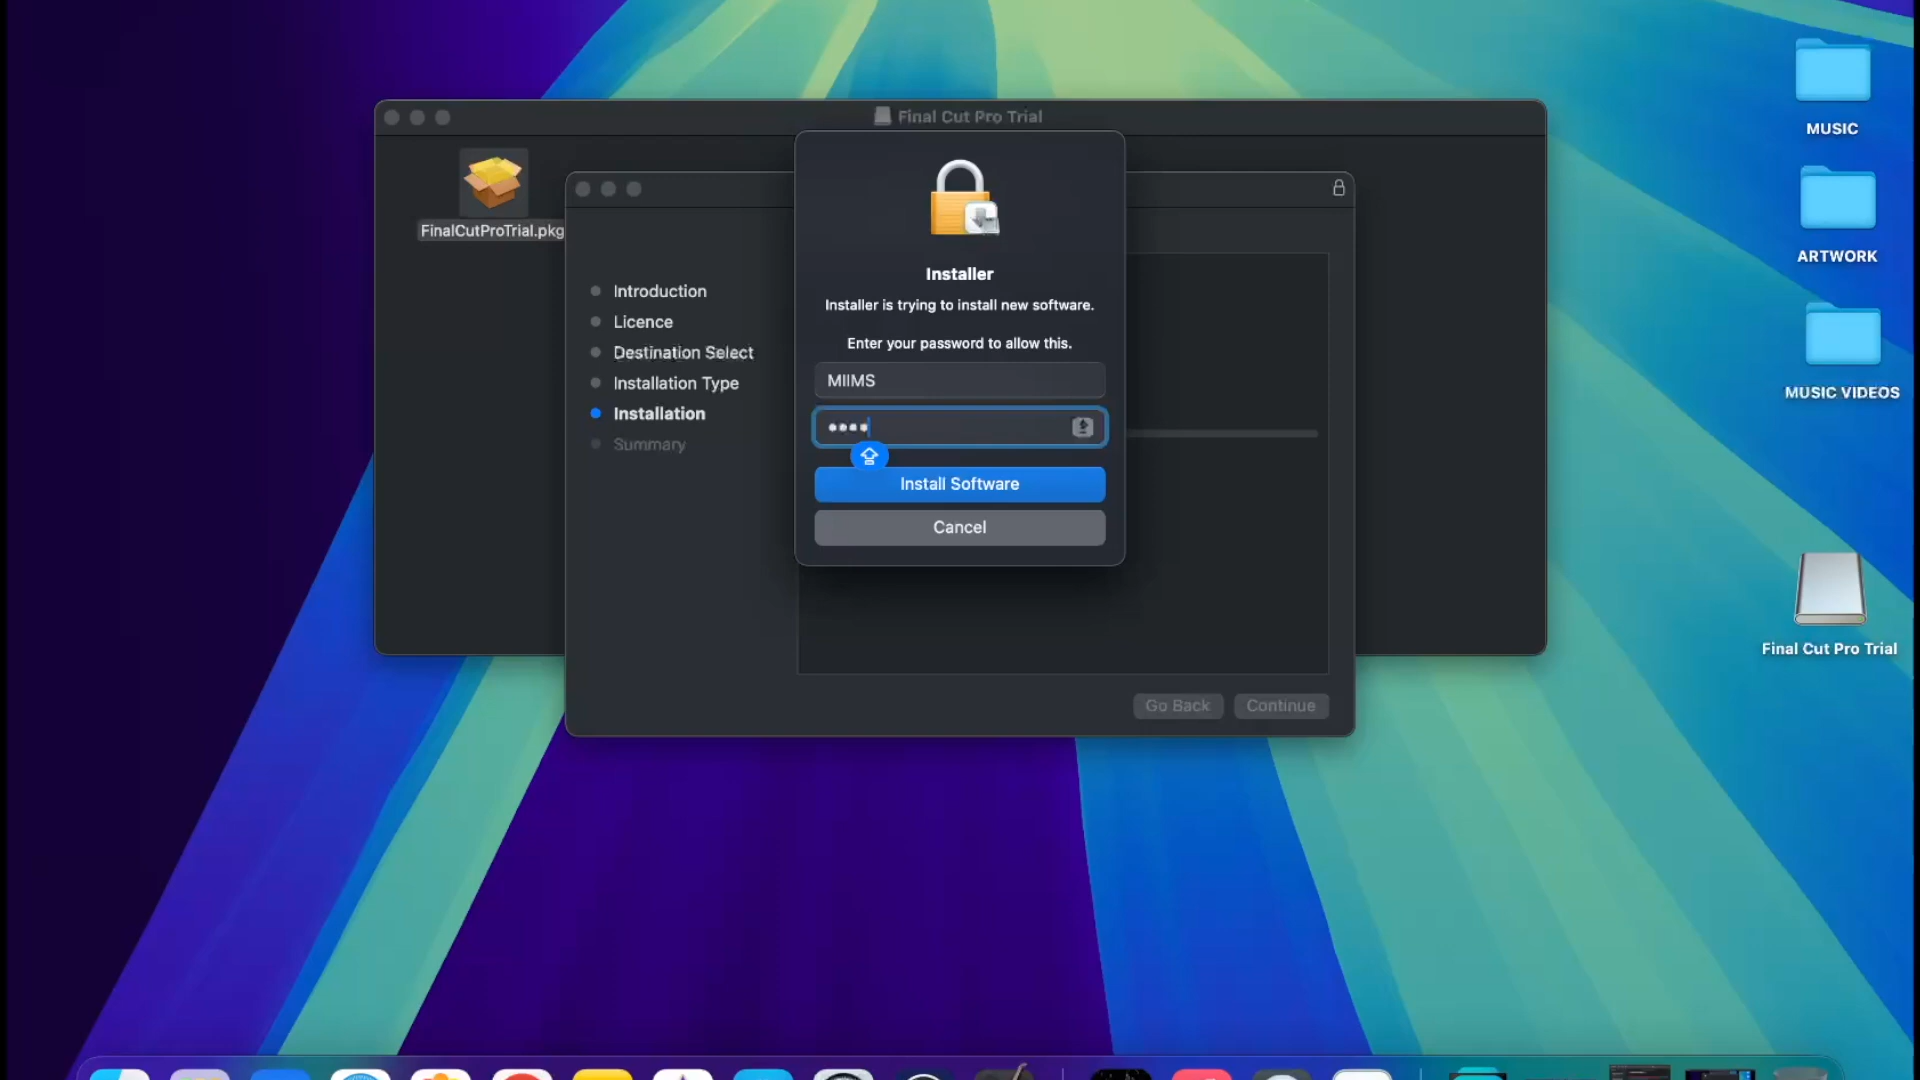 Final Cut Pro Trial
FinalCutProTrial.pkg
Introduction
Licence
Destination Select
Installation Type
Installation
Summary
Installer
Installer is trying to install new software.
Enter your password to allow this.
MIIMS
Install Software
Cancel
Go Back
Continue
MUSIC
ARTWORK
MUSIC VIDEOS
Final Cut Pro Trial